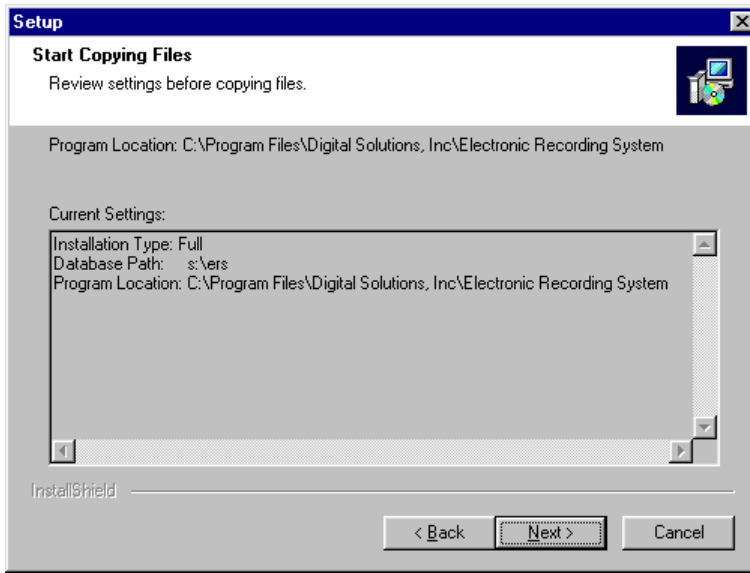 Setup
Start Copying Files
Review settings before copying files.
Program Location: C:\Program Files\Digital Solutions, Inc\Electronic Recording System
Current Settings:
Installation Type: Full
Database Path: s:\ers
Program Location: C:\Program Files\Digital Solutions, Inc\Electronic Recording System
InstallShield
< Back
Next >
Cancel